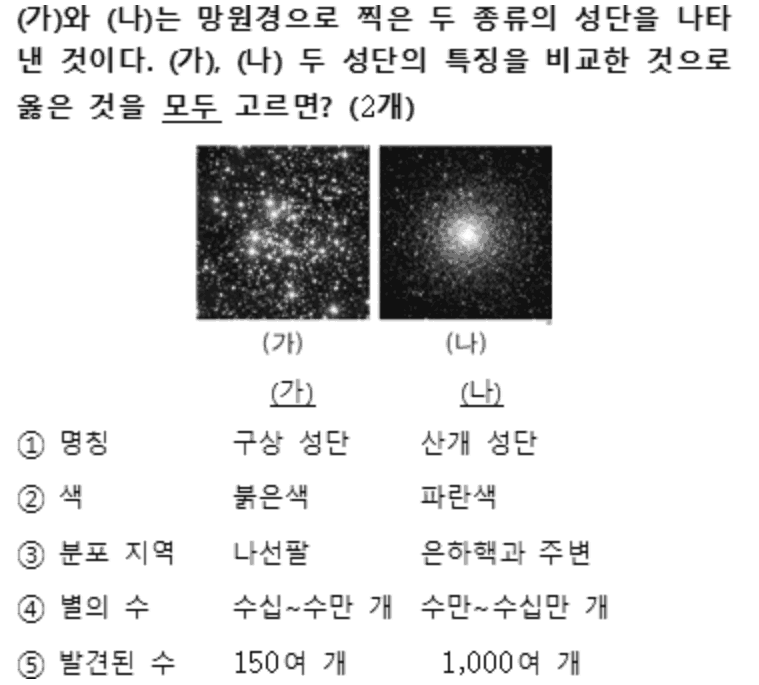 (가)와 (나)는 망원경으로 찍은 두 종류의 성단을 나타
낸 것이다. (가), (나) 두 성단의 특징을 비교한 것으로
옳은 것을 모두 고르면? (2개)
(가) (나)
(가) (나)
① 명칭 구상 성단 산개 성단
② 색 붉은색 파란색
③ 분포 지역 나선팔 은하핵과 주변
④ 별의 수 수십~수만 개 수만~수십만 개
⑤ 발견된 수 150여 개 1,000여 개